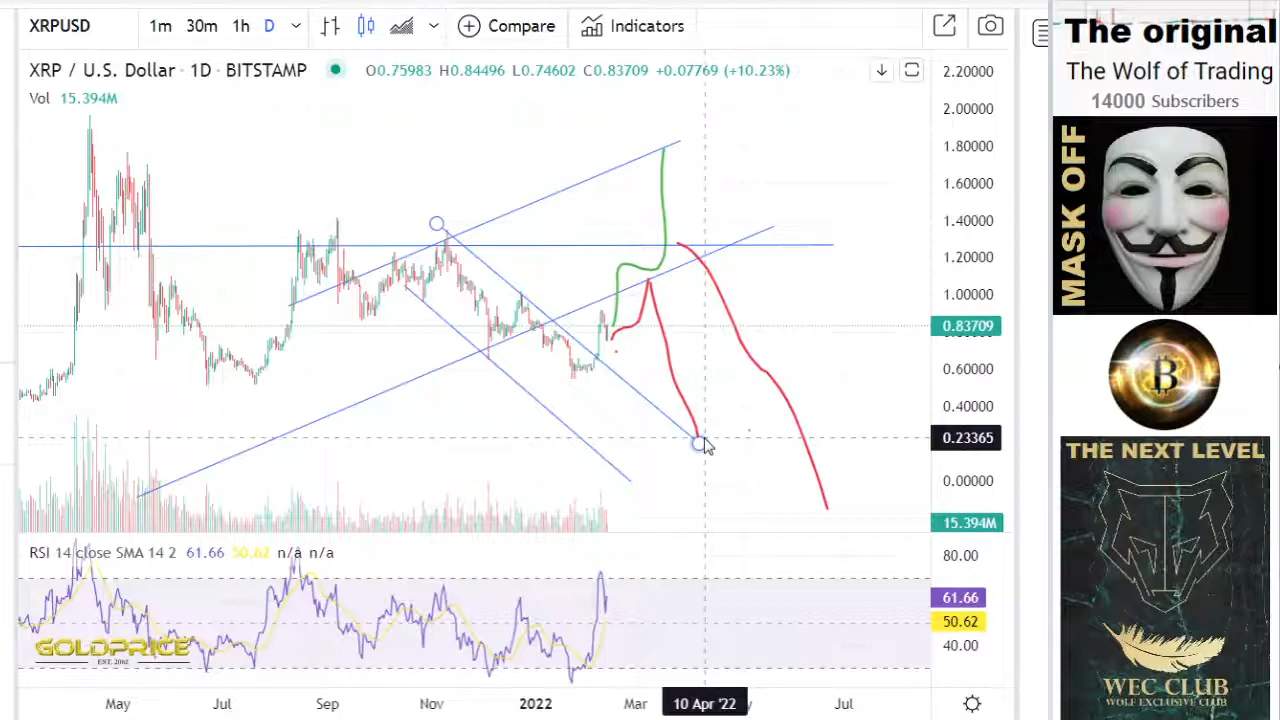 XRPUSD
1m 30m 1h D
Compare
Indicators
XRP / U.S. Dollar · 1D · BITSTAMP
O0.75983 H0.84496 L0.74602 C0.83709 +0.07769 (+10.23%)
Vol 15.394M
2.20000
2.00000
1.80000
1.60000
1.40000
1.20000
1.00000
0.83709
0.60000
0.40000
0.23365
0.00000
15.394M
RSI 14 close SMA 14 2 61.66 50.62 n/a n/a
80.00
61.66
50.62
40.00
GOLDPRICE
EST. 2002
May Jul Sep Nov 2022 Mar 10 Apr '22 Jul
The original
The Wolf of Trading
14000 Subscribers
MASK OFF
THE NEXT LEVEL
WEC CLUB
WOLF EXCLUSIVE CLUB